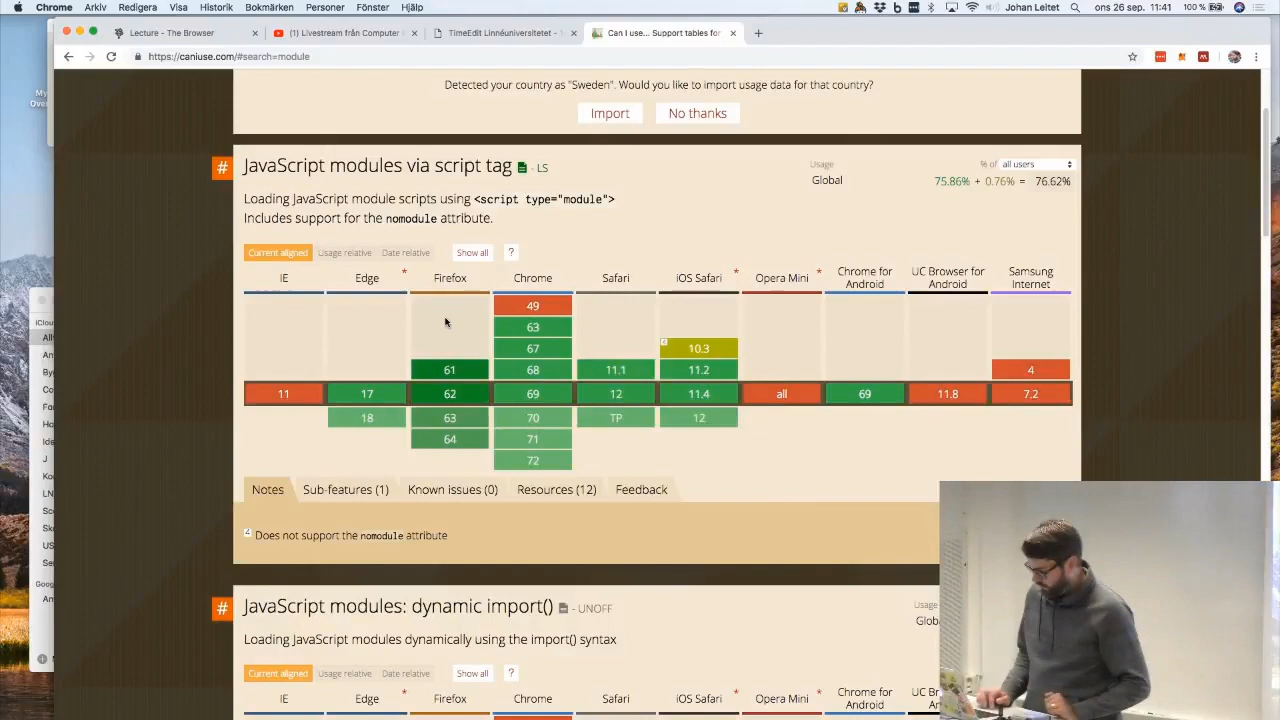 Chrome Arkiv Redigera Visa Historik Bokmärken Personer Fönster Hjälp Johan Leitet ons 26 sep. 11:41 100 %
Lecture - The Browser
(1) Livestream från Computer
TimeEdit Linnéuniversitetet -
Can I use... Support tables for
https://caniuse.com/#search=module
Detected your country as "Sweden". Would you like to import usage data for that country?
Import No thanks
# JavaScript modules via script tag - LS
Usage % of all users
Global 75.86% + 0.76% = 76.62%
Loading JavaScript module scripts using <script type="module">
Includes support for the nomodule attribute.
Current aligned Usage relative Date relative Show all ?
IE Edge * Firefox Chrome Safari iOS Safari * Opera Mini * Chrome for Android UC Browser for Android Samsung Internet
49
63
67 4 10.3
61 68 11.1 11.2 4
11 17 62 69 12 11.4 all 69 11.8 7.2
18 63 70 TP 12
64 71
72
Notes Sub-features (1) Known issues (0) Resources (12) Feedback
4 Does not support the nomodule attribute
# JavaScript modules: dynamic import() - UNOFF
Loading JavaScript modules dynamically using the import() syntax
Current aligned Usage relative Date relative Show all ?
IE Edge * Firefox Chrome Safari iOS Safari * Opera Mini * Chrome for Android